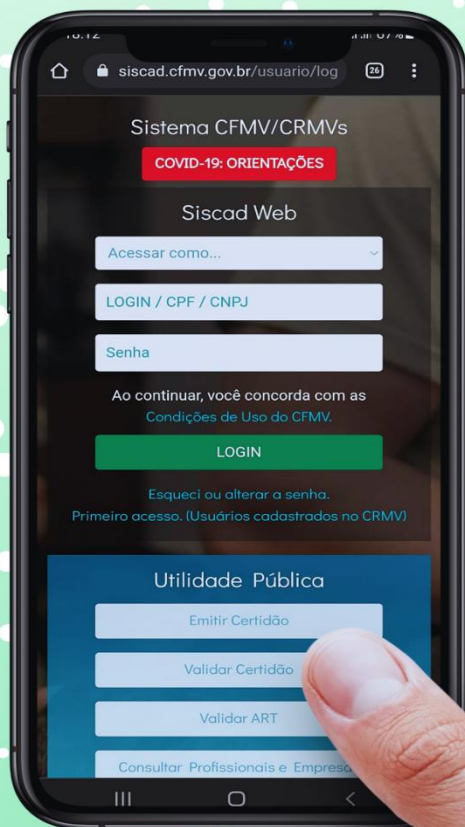 siscad.cfmv.gov.br/usuario/log
26
Sistema CFMV/CRMVs
COVID-19: ORIENTAÇÕES
Siscad Web
Acessar como...
LOGIN / CPF / CNPJ
Senha
Ao continuar, você concorda com as
Condições de Uso do CFMV.
LOGIN
Esqueci ou alterar a senha.
Primeiro acesso. (Usuários cadastrados no CRMV)
Utilidade Pública
Emitir Certidão
Validar Certidão
Validar ART
Consultar Profissionais e